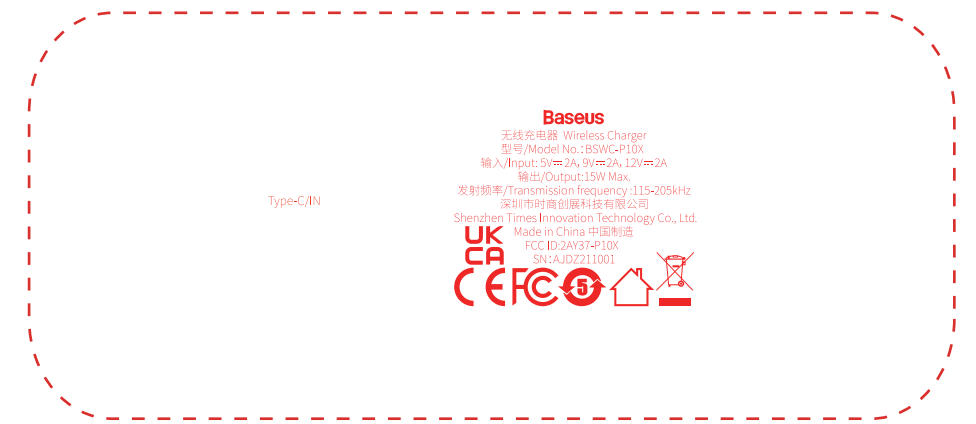 Baseus
无线充电器 Wireless Charger
型号/Model No.:BSWC-P10X
输入/Input: 5V⎓2A, 9V⎓2A, 12V⎓2A
输出/Output:15W Max.
发射频率/Transmission frequency :115-205kHz
深圳市时商创展科技有限公司
Shenzhen Times Innovation Technology Co., Ltd.
Made in China 中国制造
FCC ID:2AY37-P10X
SN:AJDZ211001
Type-C/IN
UK
CA
CE FC 5